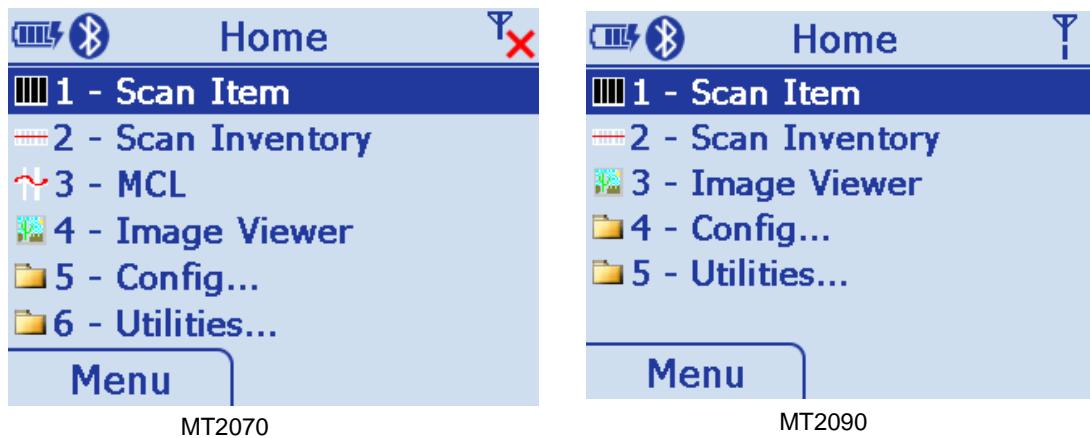 Home
1 - Scan Item
2 - Scan Inventory
3 - MCL
4 - Image Viewer
5 - Config...
6 - Utilities...
Menu
MT2070
Home
1 - Scan Item
2 - Scan Inventory
3 - Image Viewer
4 - Config...
5 - Utilities...
Menu
MT2090